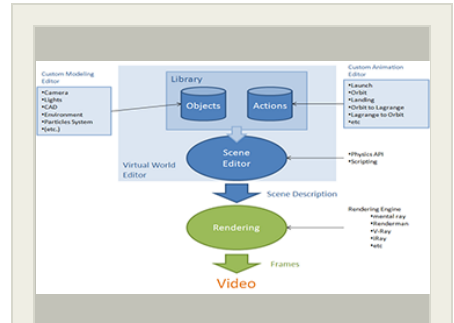 Custom Modeling
Editor
•Camera
•Lights
•CAD
•Environment
•Particles System
•(etc.)
Library
Objects
Actions
Custom Animation
Editor
•Launch
•Orbit
•Landing
•Orbit to Lagrange
•Lagrange to Orbit
•etc
Virtual World
Editor
Scene
Editor
•Physics API
•Scripting
Scene Description
Rendering
Rendering Engine
•mental ray
•Renderman
•V-Ray
•iRay
•etc
Frames
Video